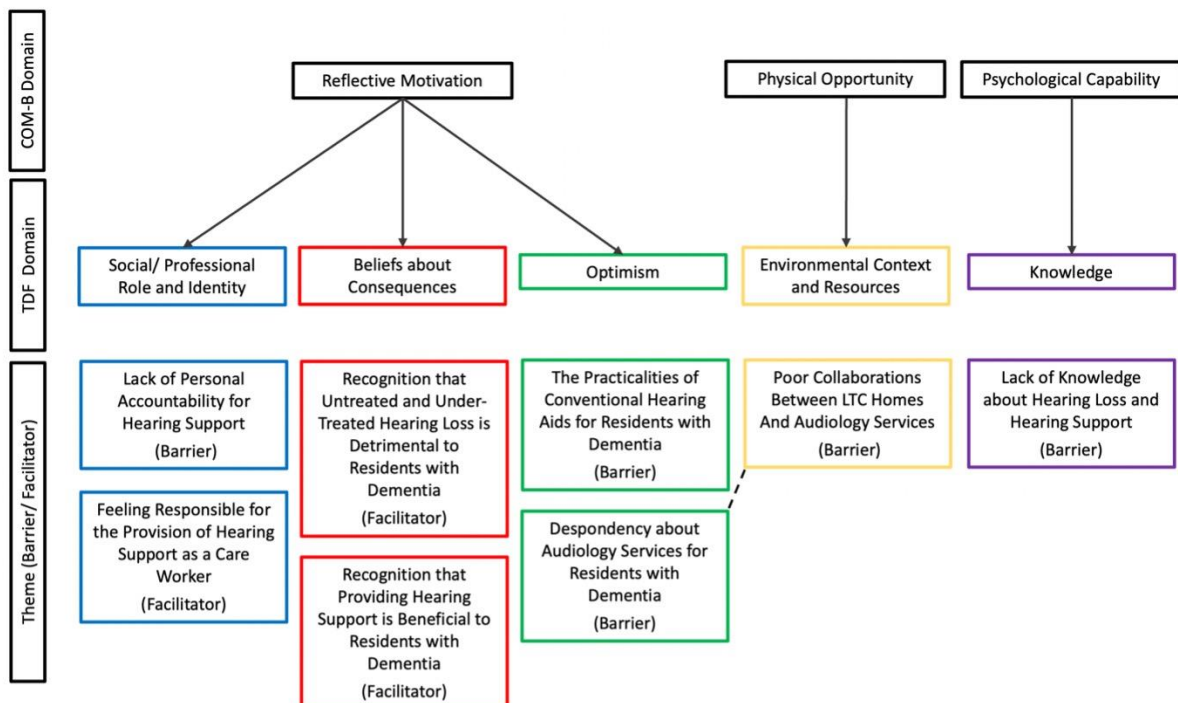 COM-B Domain
Reflective Motivation
Physical Opportunity
Psychological Capability
TDF Domain
Social/ Professional
Role and Identity
Beliefs about
Consequences
Optimism
Environmental Context
and Resources
Knowledge
Theme (Barrier/ Facilitator)
Lack of Personal
Accountability for
Hearing Support
(Barrier)
Feeling Responsible for
the Provision of Hearing
Support as a Care
Worker
(Facilitator)
Recognition that
Untreated and Under-
Treated Hearing Loss is
Detrimental to
Residents with
Dementia
(Facilitator)
Recognition that
Providing Hearing
Support is Beneficial to
Residents with
Dementia
(Facilitator)
The Practicalities of
Conventional Hearing
Aids for Residents with
Dementia
(Barrier)
Despondency about
Audiology Services for
Residents with
Dementia
(Barrier)
Poor Collaborations
Between LTC Homes
And Audiology Services
(Barrier)
Lack of Knowledge
about Hearing Loss and
Hearing Support
(Barrier)